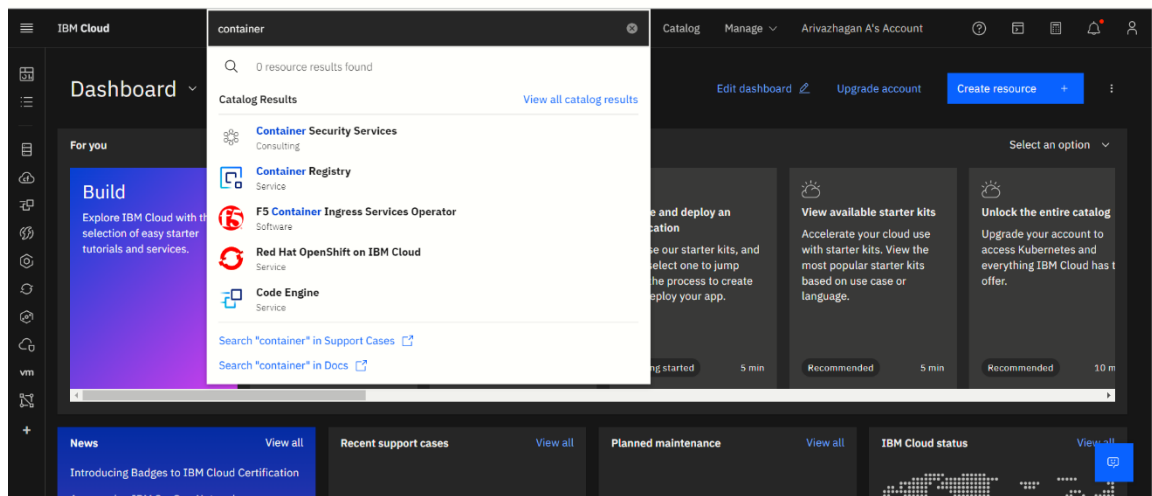 IBM Cloud
container
Catalog
Manage
Arivazhagan A's Account
0 resource results found
Dashboard
Edit dashboard
Upgrade account
Create resource +
Catalog Results
View all catalog results
Container Security Services
Consulting
Container Registry
Service
F5 Container Ingress Services Operator
Software
Red Hat OpenShift on IBM Cloud
Service
Code Engine
Service
Search "container" in Support Cases
Search "container" in Docs
For you
Select an option
Build
Explore IBM Cloud with
selection of easy starter
tutorials and services.
and deploy an
our starter kits, and
select one to jump
the process to create
deploy your app.
started
5 min
View available starter kits
Accelerate your cloud use
with starter kits. View the
most popular starter kits
based on use case or
language.
Recommended
5 min
Unlock the entire catalog
Upgrade your account to
access Kubernetes and
everything IBM Cloud has
offer.
Recommended
10
vm
News
View all
Introducing Badges to IBM Cloud Certification
Recent support cases
View all
Planned maintenance
View all
IBM Cloud status
View all